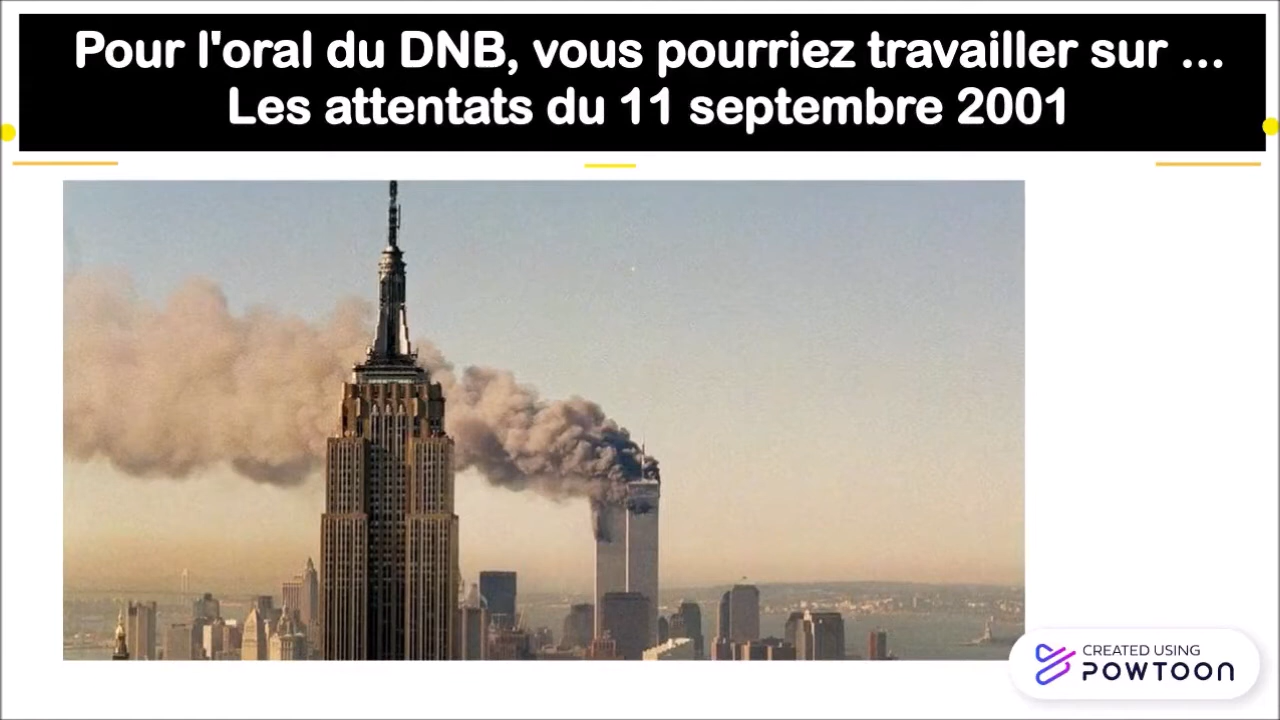 Pour l'oral du DNB, vous pourriez travailler sur ...
Les attentats du 11 septembre 2001
CREATED USING
POWTOON